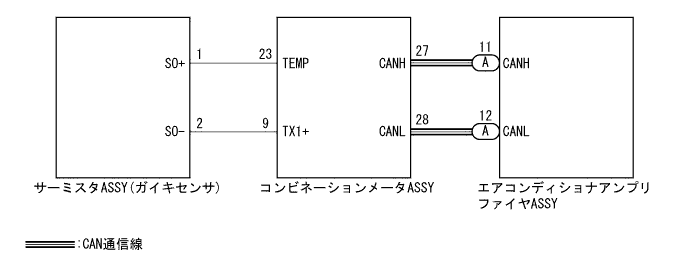 1 23 27 11
SO+ TEMP CANH A CANH
2 9 28 12
SO- TX1+ CANL A CANL
サーミスタASSY(ガイキセンサ) コンビネーションメータASSY エアコンディショナアンプリ
ファイヤASSY
:CAN通信線